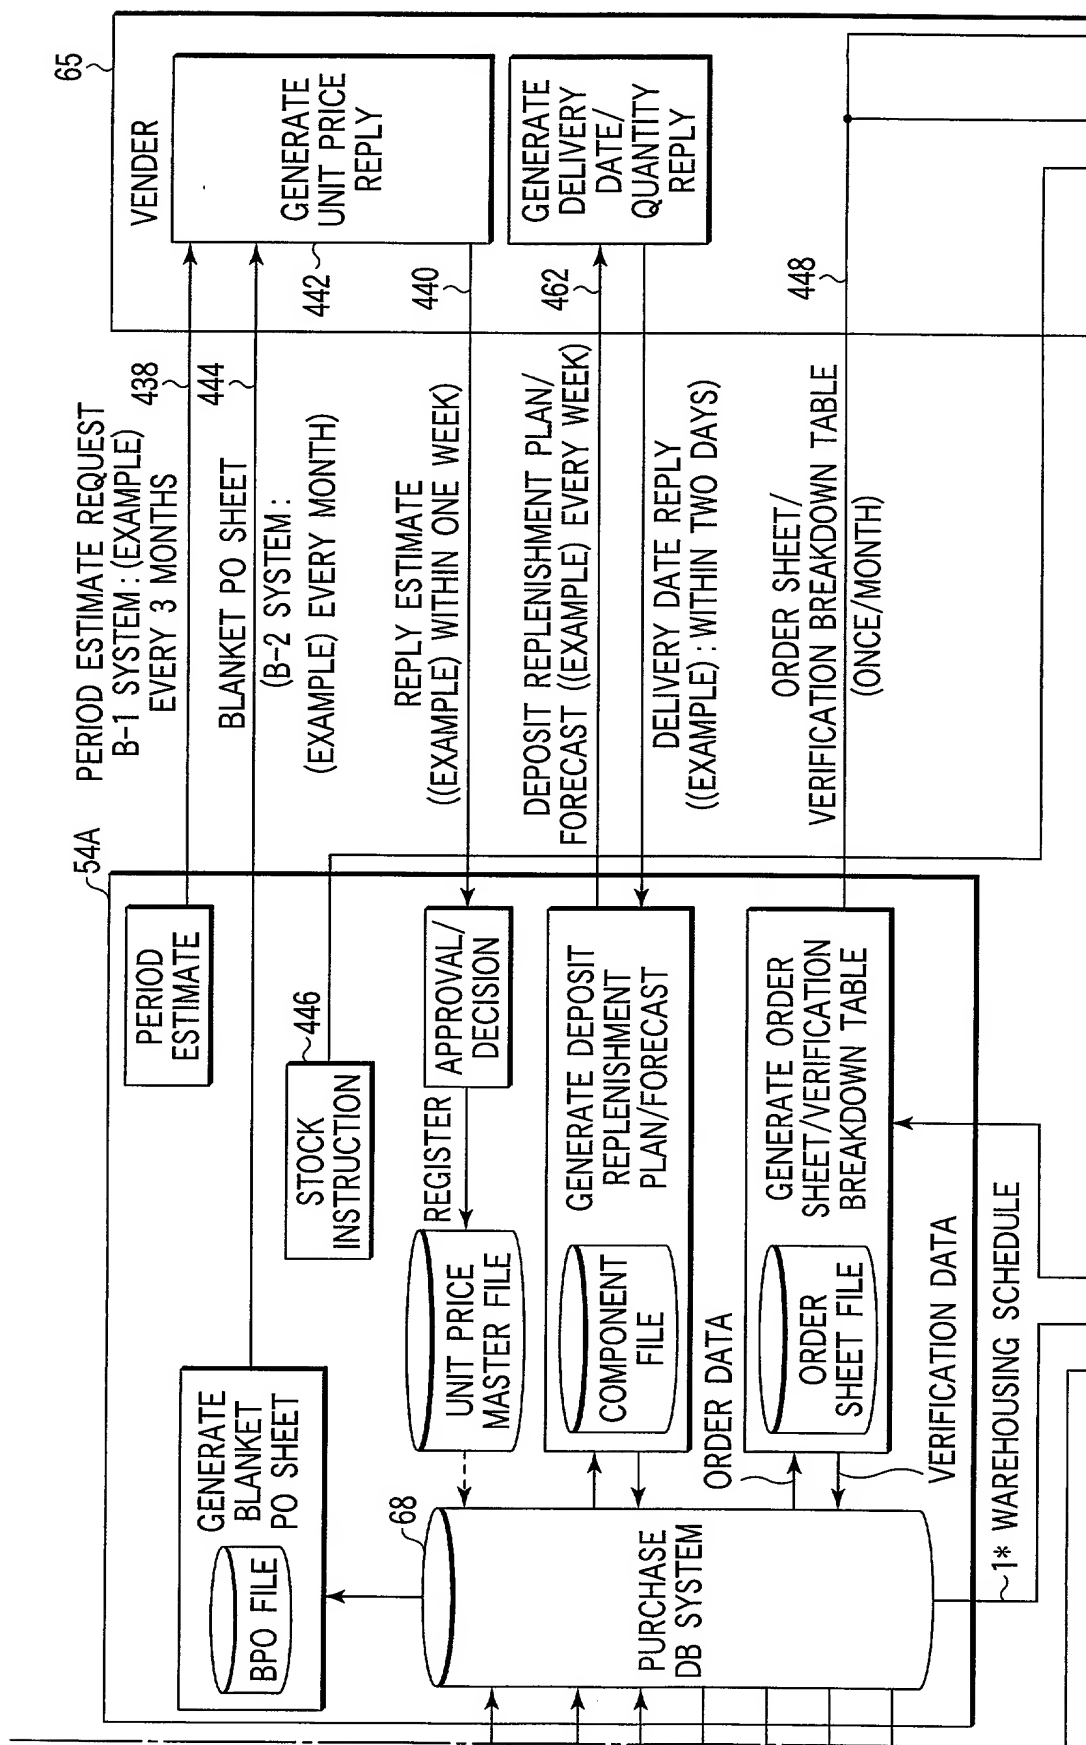 65
VENDER
GENERATE
UNIT PRICE
REPLY
442
440
GENERATE
DELIVERY
DATE/
QUANTITY
REPLY
462
448
PERIOD ESTIMATE REQUEST
B-1 SYSTEM : (EXAMPLE)
EVERY 3 MONTHS
438
444
BLANKET PO SHEET
(B-2 SYSTEM :
(EXAMPLE) EVERY MONTH)
REPLY ESTIMATE
((EXAMPLE) WITHIN ONE WEEK)
DEPOSIT REPLENISHMENT PLAN/
FORECAST ((EXAMPLE) EVERY WEEK)
DELIVERY DATE REPLY
((EXAMPLE) : WITHIN TWO DAYS)
ORDER SHEET/
VERIFICATION BREAKDOWN TABLE
(ONCE/MONTH)
54A
PERIOD
ESTIMATE
446
STOCK
INSTRUCTION
APPROVAL/
DECISION
REGISTER
UNIT PRICE
MASTER FILE
GENERATE DEPOSIT
REPLENISHMENT
PLAN/FORECAST
COMPONENT
FILE
GENERATE ORDER
SHEET/VERIFICATION
BREAKDOWN TABLE
ORDER
SHEET FILE
GENERATE
BLANKET
PO SHEET
BPO FILE
68
PURCHASE
DB SYSTEM
ORDER DATA
VERIFICATION DATA
1* WAREHOUSING SCHEDULE